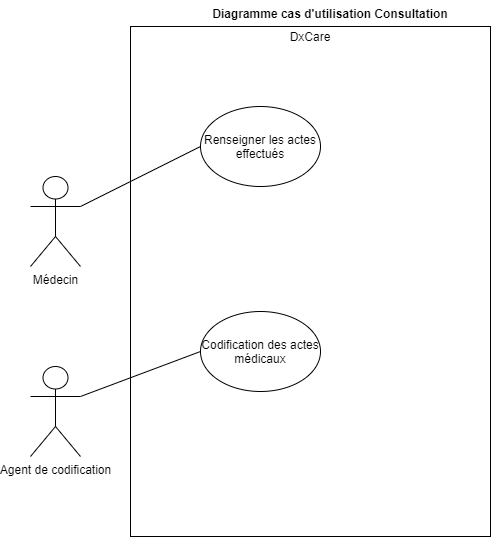 Diagramme cas d'utilisation Consultation
DxCare
Renseigner les actes
effectués
Médecin
Codification des actes
médicaux
Agent de codification